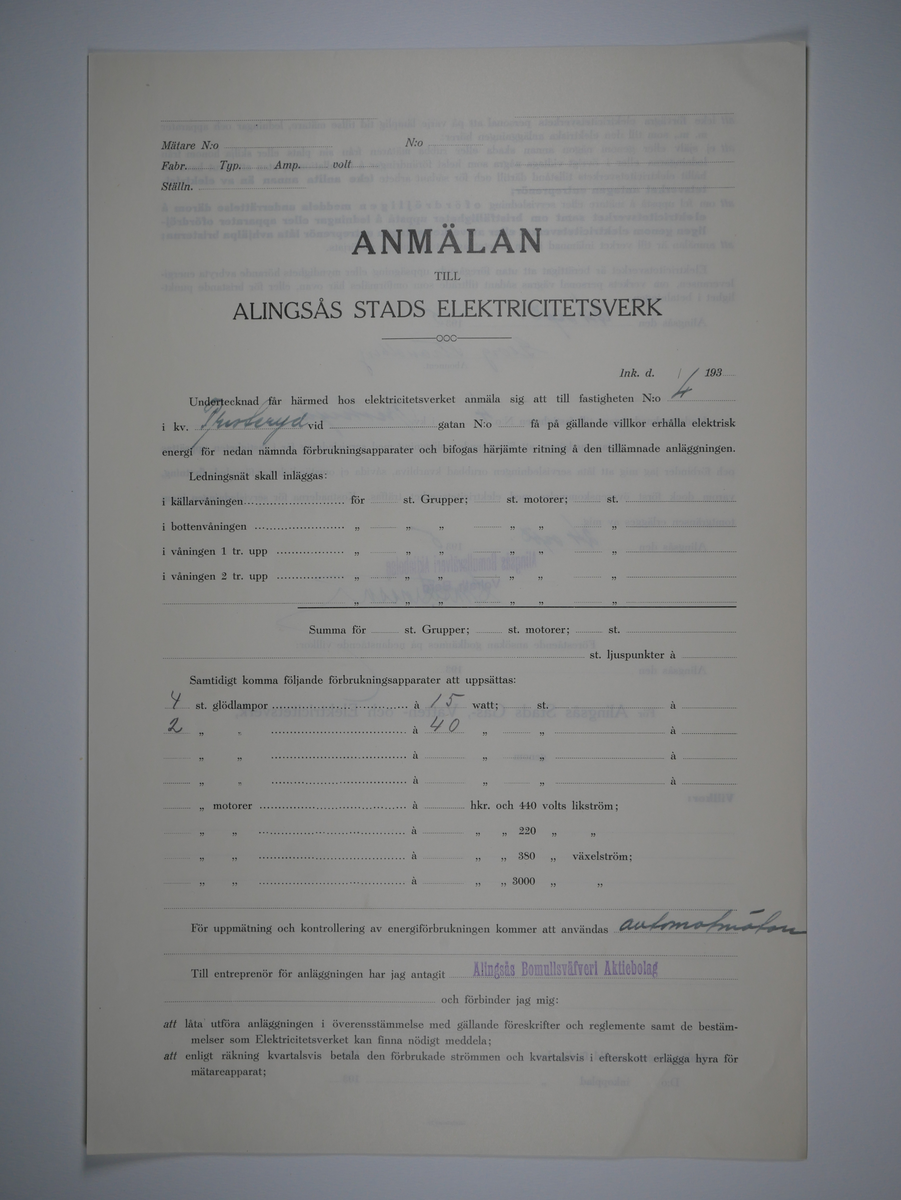 Mätare N:o N:o
Fabr. Typ. Amp. volt
Ställn.
ANMÄLAN
TILL
ALINGSÅS STADS ELEKTRICITETSVERK
Ink. d. / 193
Undertecknad får härmed hos elektricitetsverket anmäla sig att till fastigheten N:o 4
i kv. vid gatan N:o få på gällande villkor erhålla elektrisk
energi för nedan nämnda förbrukningsapparater och bifogas härjämte ritning å den tillämnade anläggningen.
Ledningsnät skall inläggas:
i källarvåningen för st. Grupper; st. motorer; st.
i bottenvåningen „ „ „ „ „ „
i våningen 1 tr. upp „ „ „ „ „ „
i våningen 2 tr. upp „ „ „ „ „ „
„ „ „ „ „ „
Summa för st. Grupper; st. motorer; st.
st. ljuspunkter à
Samtidigt komma följande förbrukningsapparater att uppsättas:
4 st. glödlampor à 15 watt; st. à
2 „ „ à 40 „ „ à
„ „ à „ „ à
„ „ à „ „ à
„ motorer à hkr. och 440 volts likström;
„ „ à „ „ 220 „ „
„ „ à „ „ 380 „ växelström;
„ „ à „ „ 3000 „ „
För uppmätning och kontrollering av energiförbrukningen kommer att användas
Till entreprenör för anläggningen har jag antagit Alingsås Bomullsväfveri Aktiebolag
och förbinder jag mig:
att låta utföra anläggningen i överensstämmelse med gällande föreskrifter och reglemente samt de bestäm-
melser som Elektricitetsverket kan finna nödigt meddela;
att enligt räkning kvartalsvis betala den förbrukade strömmen och kvartalsvis i efterskott erlägga hyra för
mätareapparat;